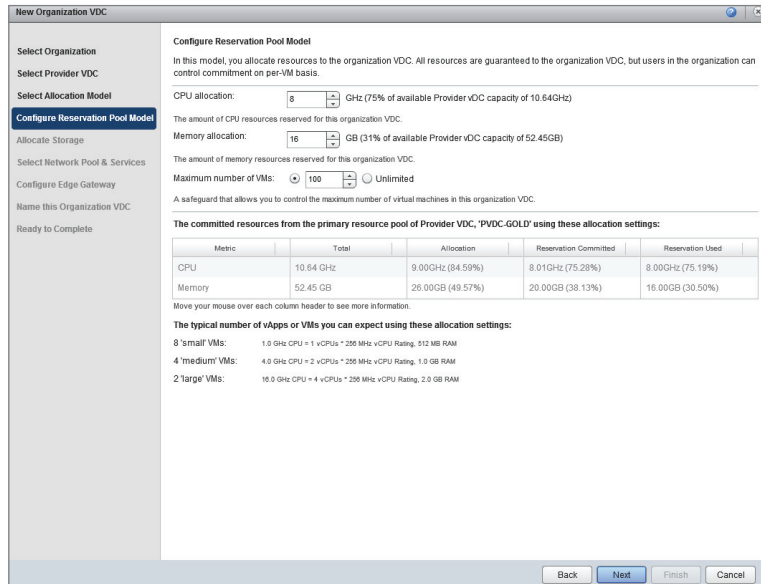 New Organization VDC
Select Organization
Select Provider VDC
Select Allocation Model
Configure Reservation Pool Model
Allocate Storage
Select Network Pool & Services
Configure Edge Gateway
Name this Organization VDC
Ready to Complete
Configure Reservation Pool Model
In this model, you allocate resources to the organization VDC. All resources are guaranteed to the organization VDC, but users in the organization can
control commitment on per-VM basis.
CPU allocation: 8 GHz (75% of available Provider vDC capacity of 10.64GHz)
The amount of CPU resources reserved for this organization VDC.
Memory allocation: 16 GB (31% of available Provider vDC capacity of 52.45GB)
The amount of memory resources reserved for this organization VDC.
Maximum number of VMs: 100 Unlimited
A safeguard that allows you to control the maximum number of virtual machines in this organization VDC.
The committed resources from the primary resource pool of Provider VDC, 'PVDC-GOLD' using these allocation settings:
Metric Total Allocation Reservation Committed Reservation Used
CPU 10.64 GHz 9.00GHz (84.59%) 8.01GHz (75.28%) 8.00GHz (75.19%)
Memory 52.45 GB 26.00GB (49.57%) 20.00GB (38.13%) 16.00GB (30.50%)
Move your mouse over each column header to see more information.
The typical number of vApps or VMs you can expect using these allocation settings:
8 'small' VMs: 1.0 GHz CPU = 1 vCPUs * 256 MHz vCPU Rating, 512 MB RAM
4 'medium' VMs: 4.0 GHz CPU = 2 vCPUs * 256 MHz vCPU Rating, 1.0 GB RAM
2 'large' VMs: 16.0 GHz CPU = 4 vCPUs * 256 MHz vCPU Rating, 2.0 GB RAM
Back Next Finish Cancel